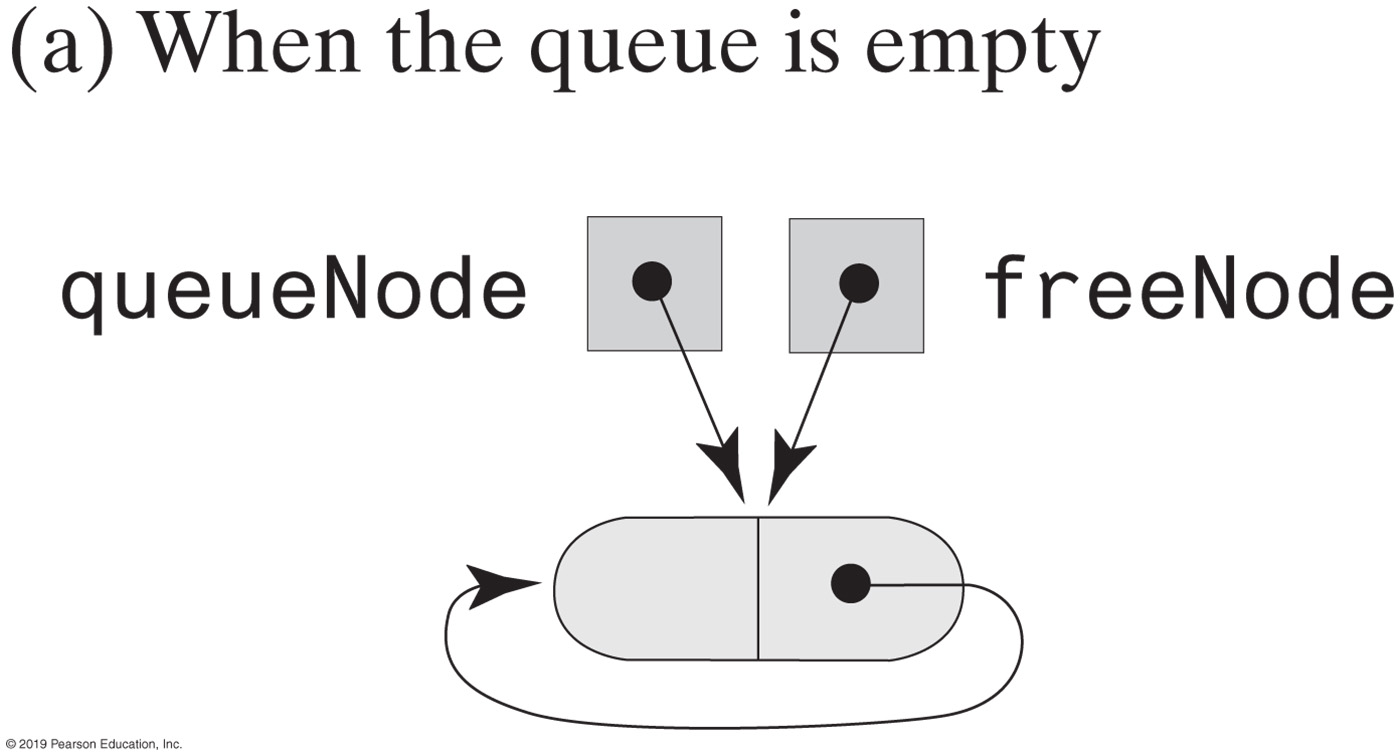 (a) When the queue is empty
queueNode
freeNode
© 2019 Pearson Education, Inc.